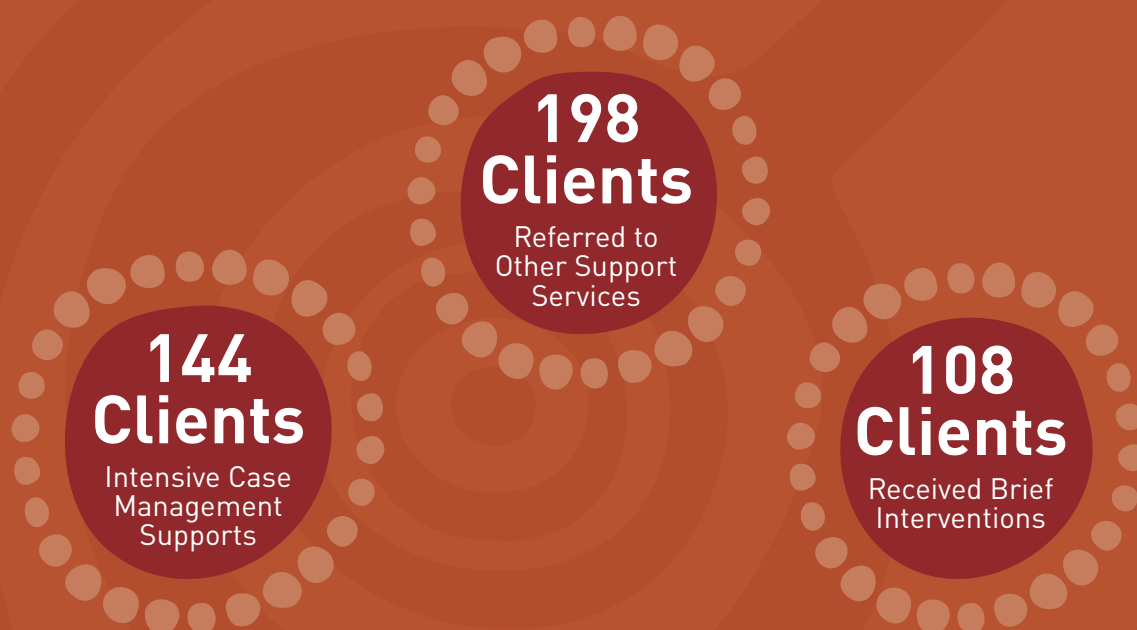 198
Clients
Referred to
Other Support
Services
144
Clients
Intensive Case
Management
Supports
108
Clients
Received Brief
Interventions